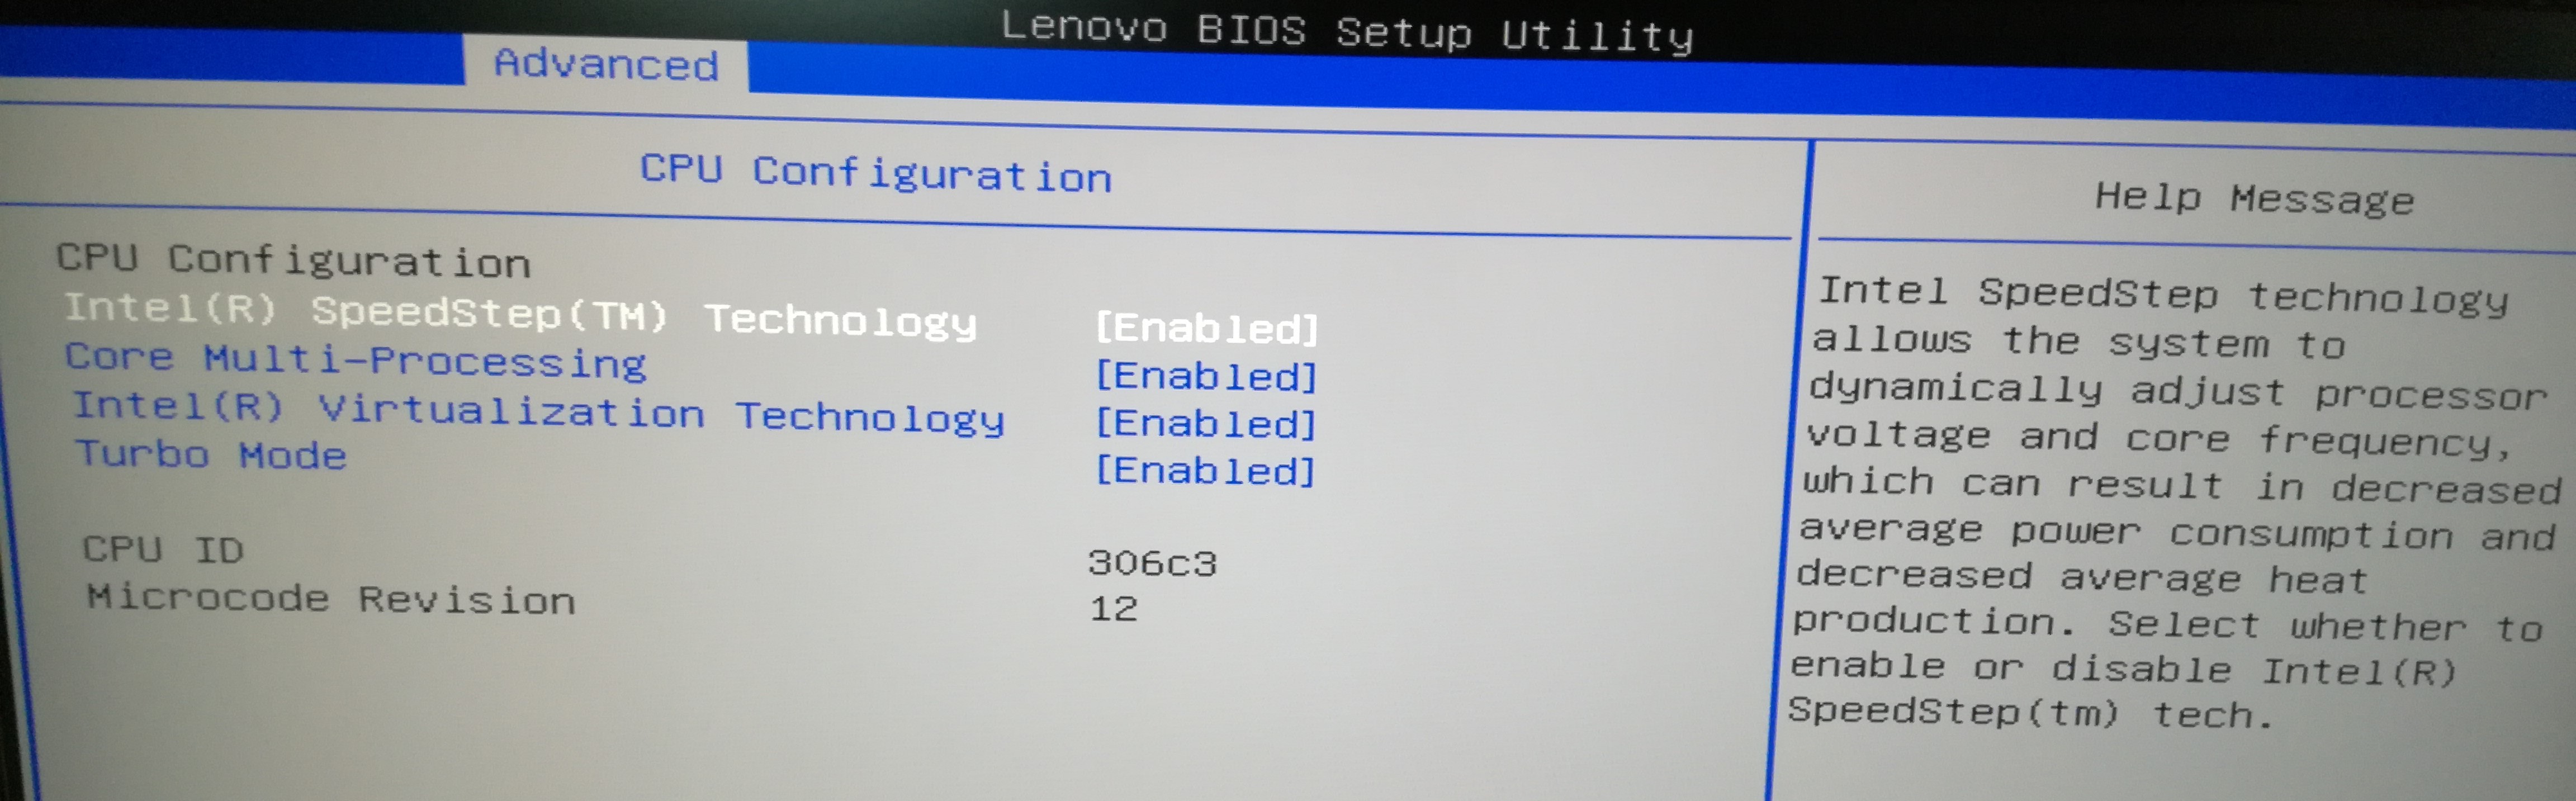 Lenovo BIOS Setup Utility
Advanced
CPU Configuration
CPU Configuration
Intel(R) SpeedStep(TM) Technology [Enabled]
Core Multi-Processing [Enabled]
Intel(R) Virtualization Technology [Enabled]
Turbo Mode [Enabled]
CPU ID 306c3
Microcode Revision 12
Help Message
Intel SpeedStep technology
allows the system to
dynamically adjust processor
voltage and core frequency,
which can result in decreased
average power consumption and
decreased average heat
production. Select whether to
enable or disable Intel(R)
SpeedStep(tm) tech.